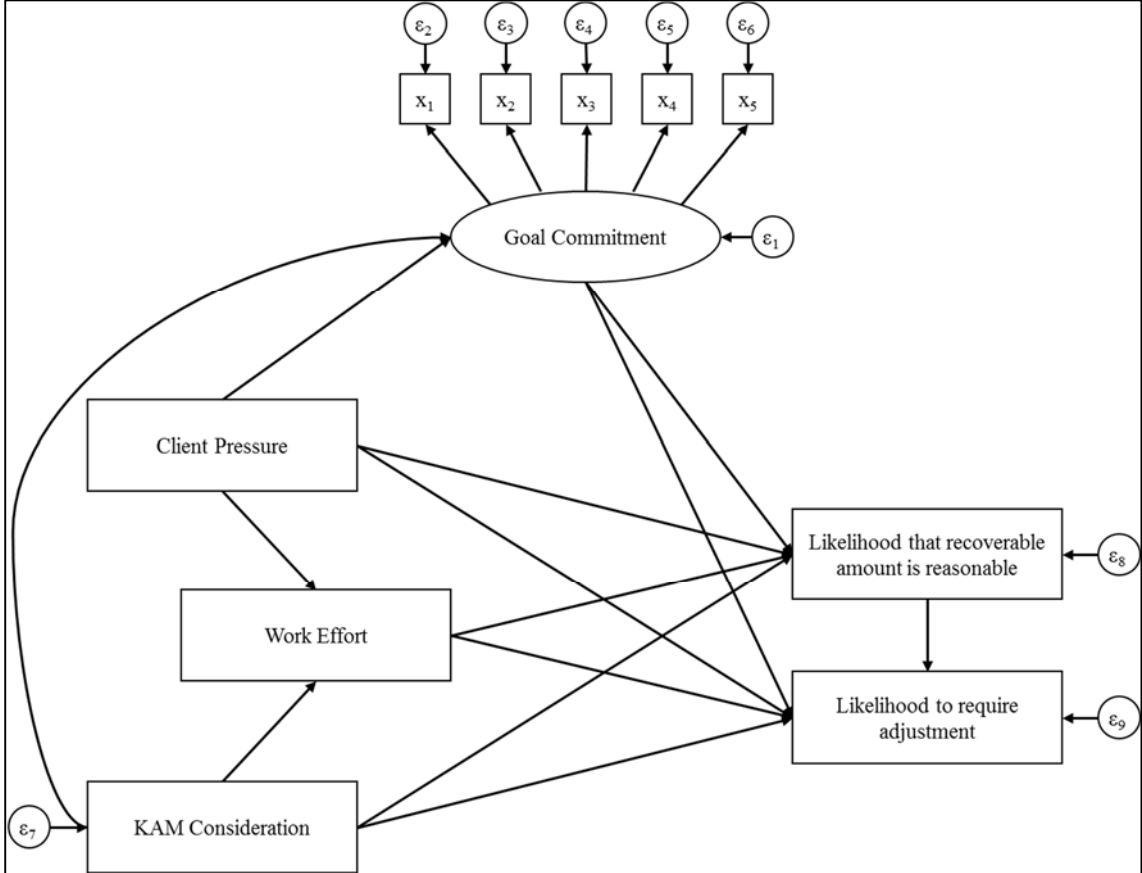 ε2 ε3 ε4 ε5 ε6
x1 x2 x3 x4 x5
Goal Commitment
ε1
Client Pressure
Likelihood that recoverable
amount is reasonable
ε8
Work Effort
Likelihood to require
adjustment
ε9
KAM Consideration
ε7